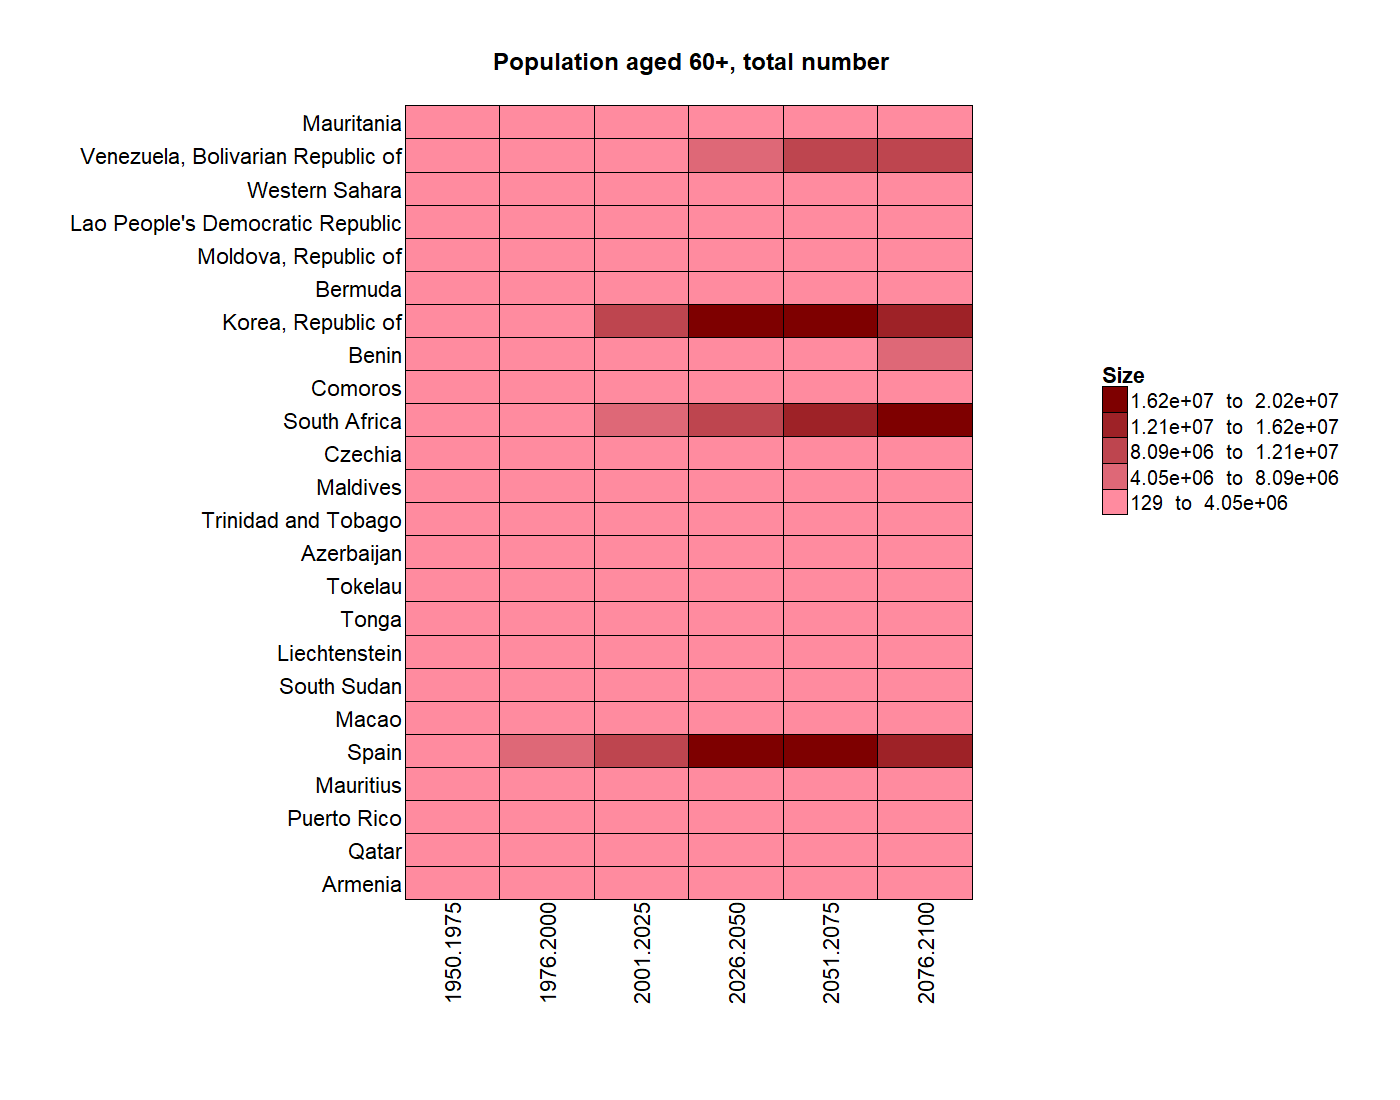 Population aged 60+, total number
Mauritania
Venezuela, Bolivarian Republic of
Western Sahara
Lao People's Democratic Republic
Moldova, Republic of
Bermuda
Korea, Republic of
Benin
Comoros
South Africa
Czechia
Maldives
Trinidad and Tobago
Azerbaijan
Tokelau
Tonga
Liechtenstein
South Sudan
Macao
Spain
Mauritius
Puerto Rico
Qatar
Armenia
1950.1975
1976.2000
2001.2025
2026.2050
2051.2075
2076.2100
Size
1.62e+07 to 2.02e+07
1.21e+07 to 1.62e+07
8.09e+06 to 1.21e+07
4.05e+06 to 8.09e+06
129 to 4.05e+06